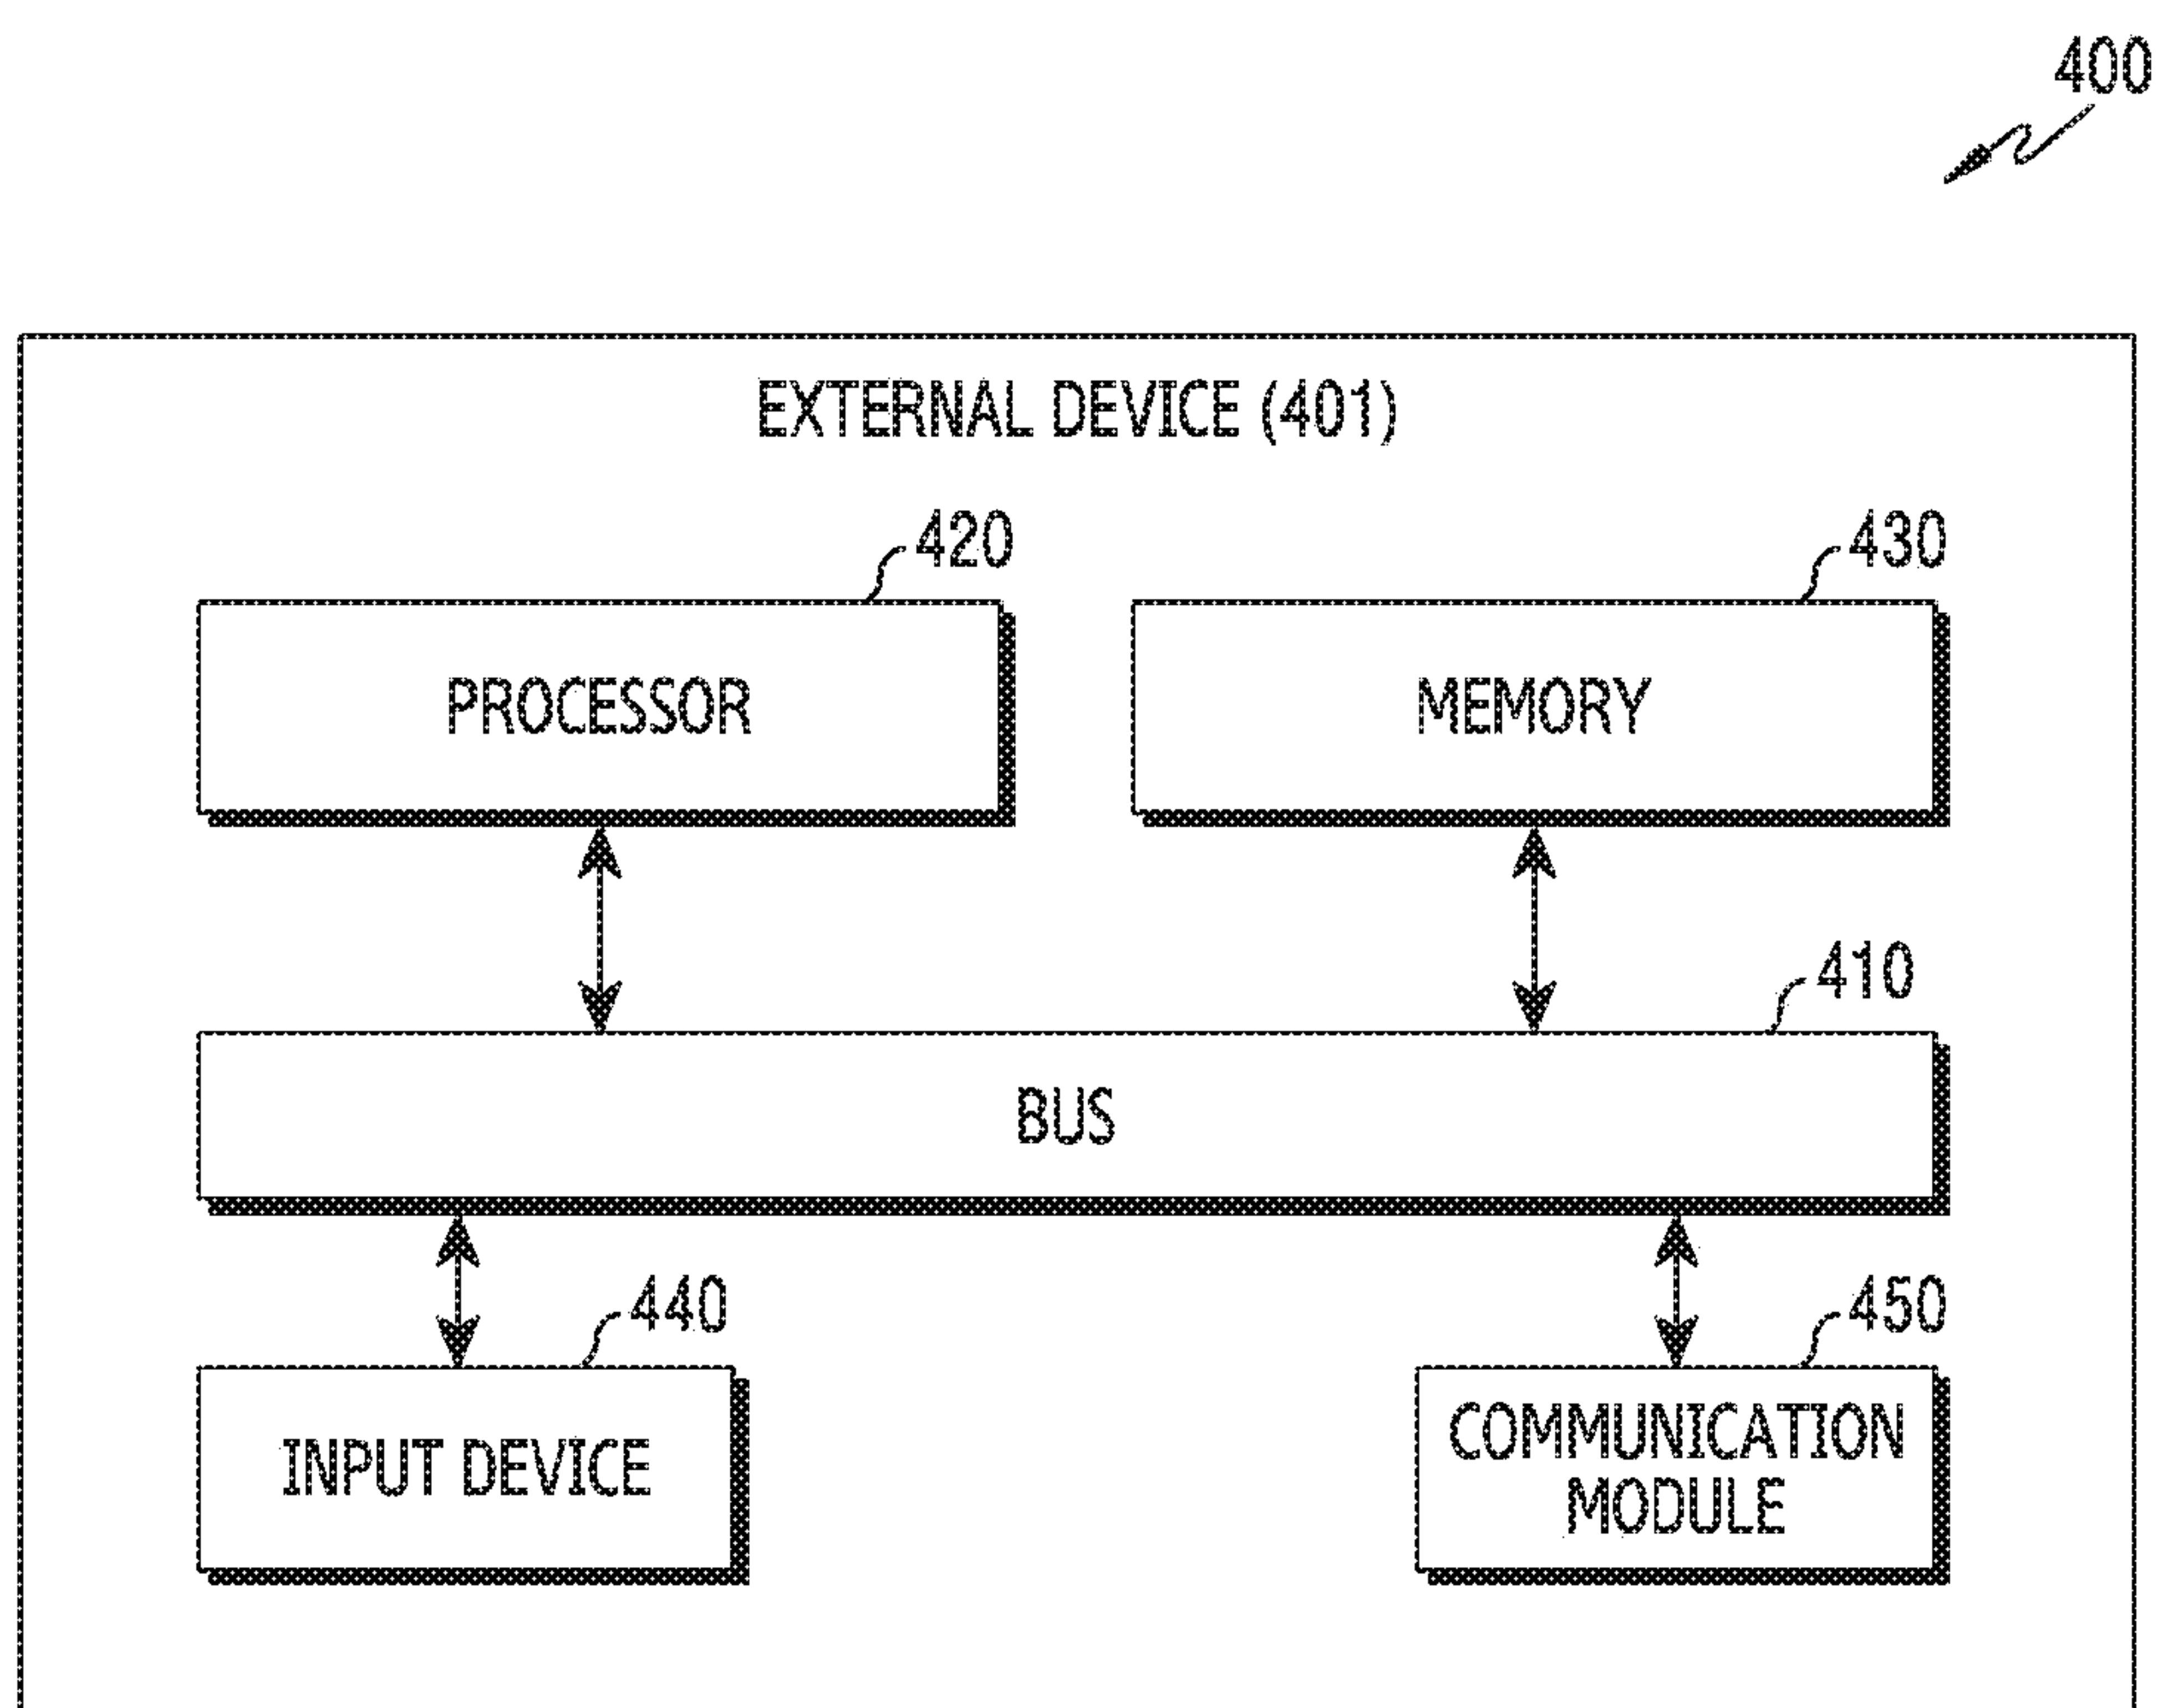 400
EXTERNAL DEVICE (401)
420
430
PROCESSOR
MEMORY
410
BUS
440
450
INPUT DEVICE
COMMUNICATION
MODULE